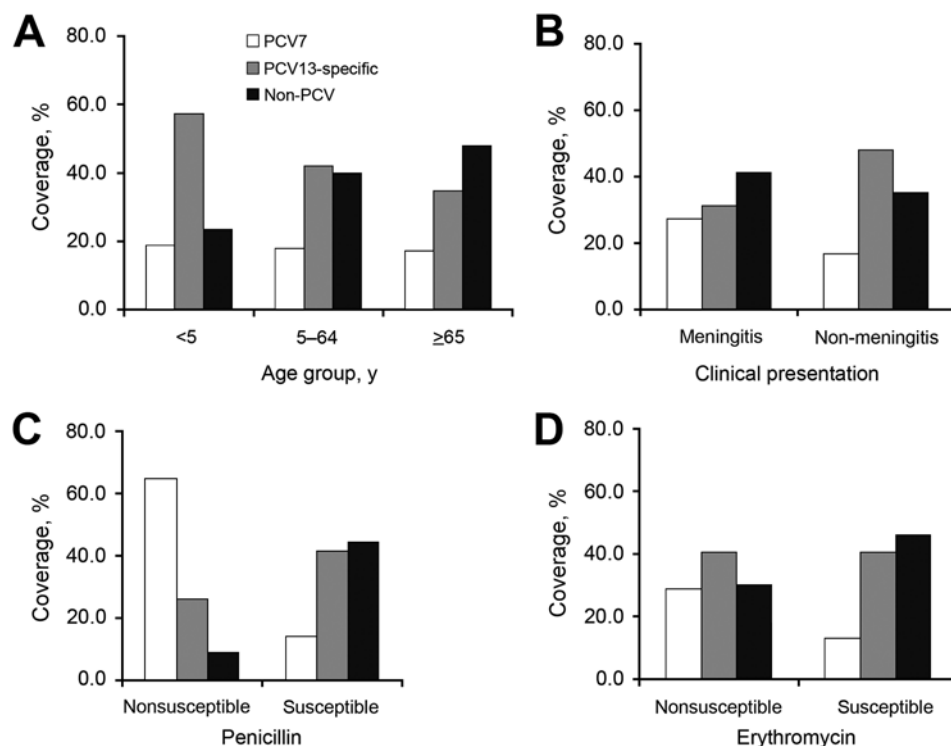 A
80.0
60.0
40.0
20.0
0.0
Coverage, %
PCV7
PCV13-specific
Non-PCV
<5
5–64
≥65
Age group, y
B
80.0
60.0
40.0
20.0
0.0
Coverage, %
Meningitis
Non-meningitis
Clinical presentation
C
80.0
60.0
40.0
20.0
0.0
Coverage, %
Nonsusceptible
Susceptible
Penicillin
D
80.0
60.0
40.0
20.0
0.0
Coverage, %
Nonsusceptible
Susceptible
Erythromycin